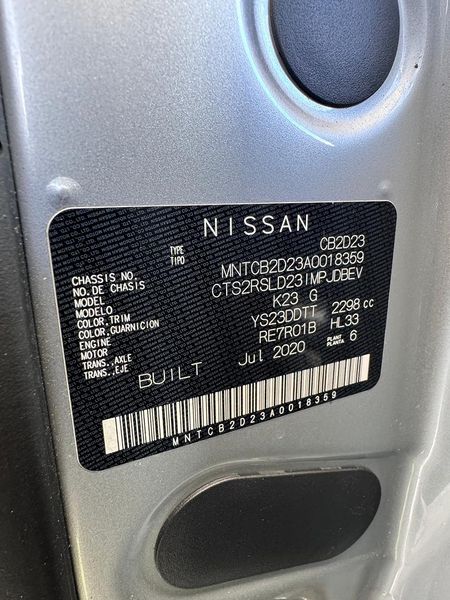 NISSAN
TYPE
TIPO
CB2D23
CHASSIS NO.
NO. DE CHASIS
MNTCB2D23A0018359
MODEL
MODELO
CTS2RSLD23IMPJDBEV
COLOR,TRIM
COLOR,GUARNICION
K23 G
ENGINE
MOTOR
YS23DDTT 2298 cc
TRANS.,AXLE
TRANS.,EJE
RE7R01B HL33
BUILT Jul 2020
PLANT
PLANTA
6
MNTCB2D23A0018359